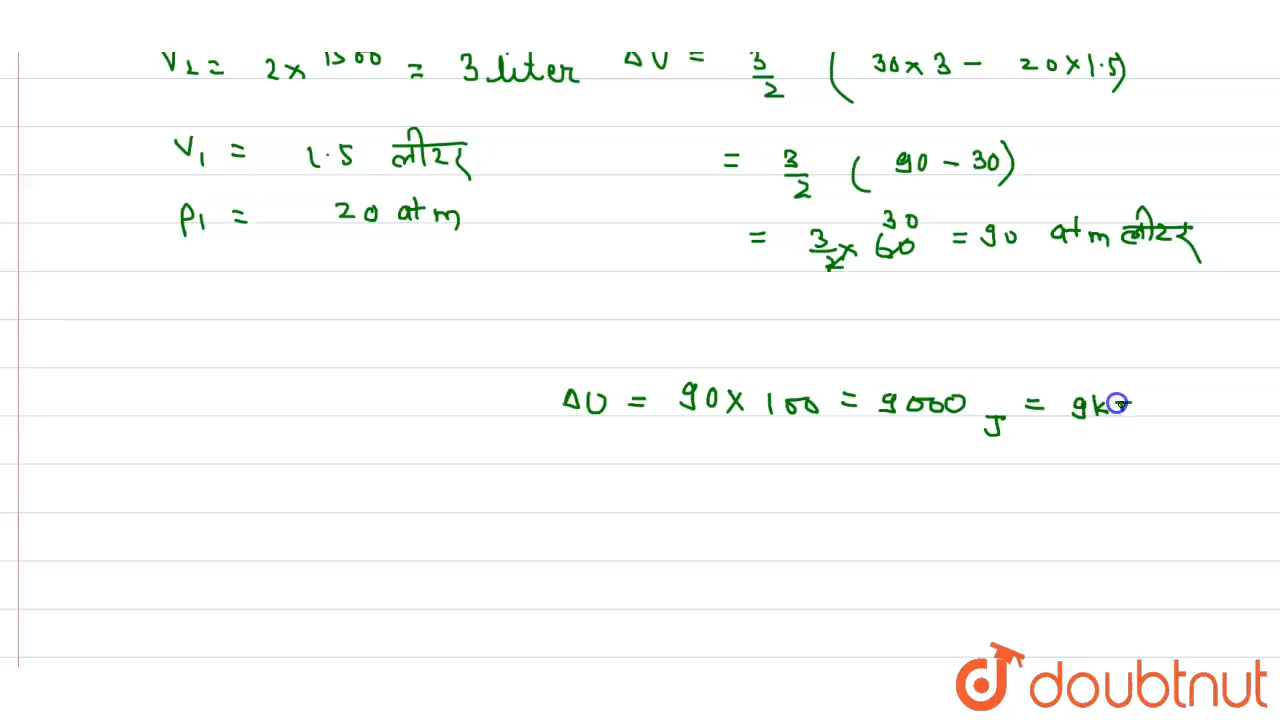 V₂ = 2 × 1500 = 3 liter ΔU = 3/2 (30 × 3 − 20 × 1.5)
V₁ = 1.5 लीटर = 3/2 (90 − 30)
P₁ = 20 atm
= 3/2 × 60 30 = 90 atm लीटर
ΔU = 90 × 100 = 9000 J = 9kJ
doubtnut